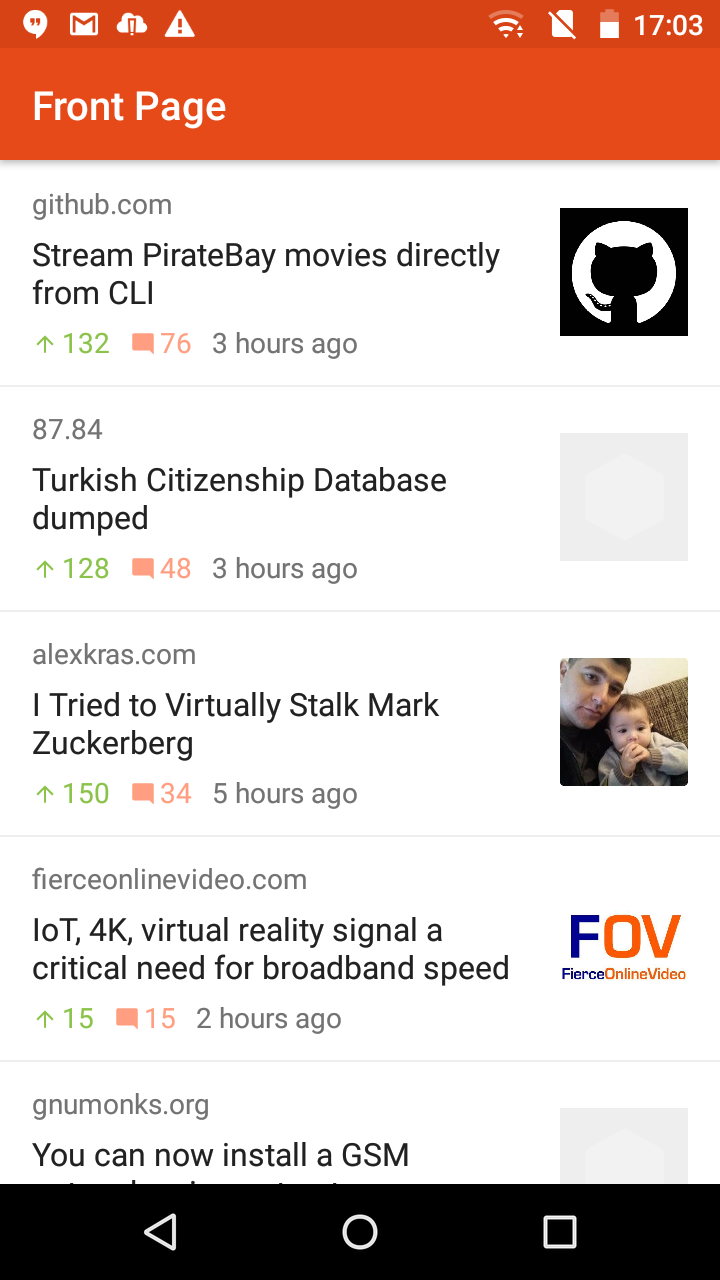 17:03
Front Page
github.com
Stream PirateBay movies directly
from CLI
132 76 3 hours ago
87.84
Turkish Citizenship Database
dumped
128 48 3 hours ago
alexkras.com
I Tried to Virtually Stalk Mark
Zuckerberg
150 34 5 hours ago
fierceonlinevideo.com
IoT, 4K, virtual reality signal a
critical need for broadband speed
15 15 2 hours ago
FOV
FierceOnlineVideo
gnumonks.org
You can now install a GSM